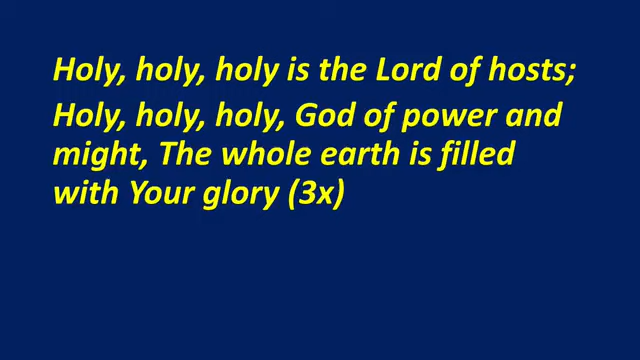 Holy, holy, holy is the Lord of hosts;
Holy, holy, holy, God of power and
might, The whole earth is filled
with Your glory (3x)